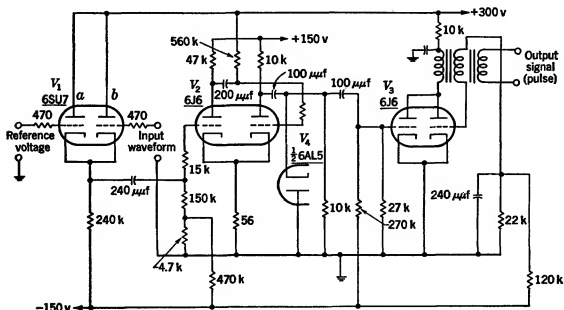 +300 v
10 k
560 k
+150 v
47 k
10 k
100 μμf
V₁
6SU7
a
b
V₂
6J6
200 μμf
100 μμf
V₃
6J6
Output
signal
(pulse)
470
470
V₄
½ 6AL5
Reference
voltage
Input
waveform
15 k
240 μμf
150 k
240 k
56
10 k
27 k
270 k
240 μμf
22 k
4.7 k
470 k
120 k
-150 v